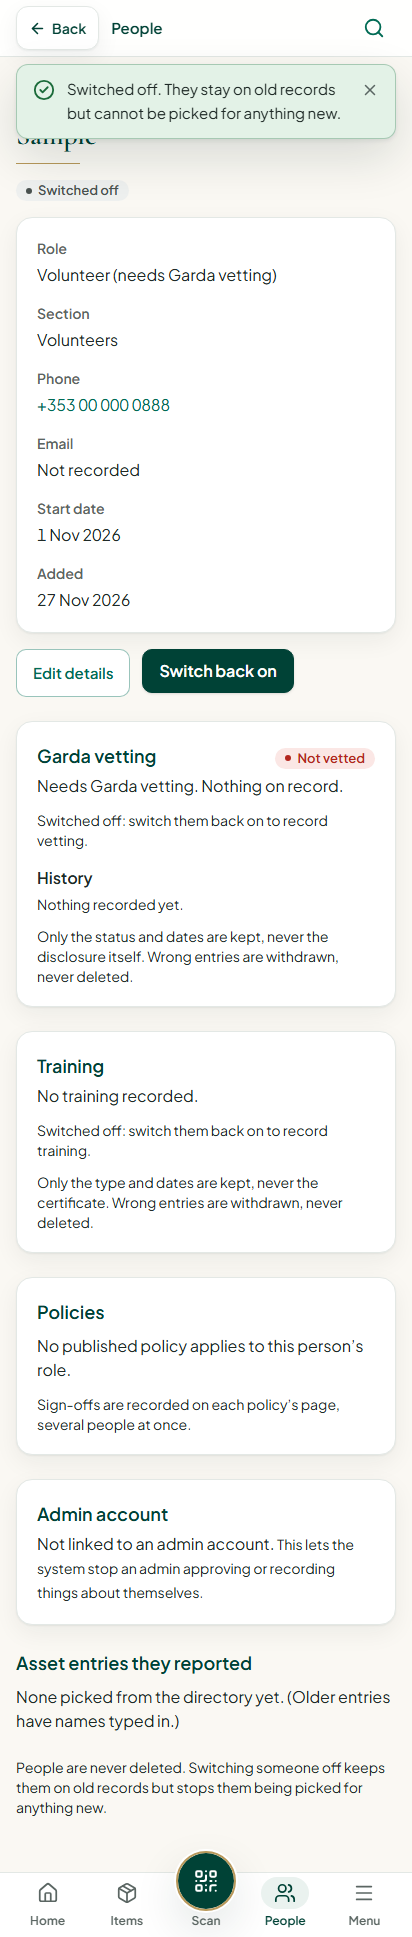 Back
People
Switched off. They stay on old records
but cannot be picked for anything new.
Sample
Switched off
Role
Volunteer (needs Garda vetting)
Section
Volunteers
Phone
+353 00 000 0888
Email
Not recorded
Start date
1 Nov 2026
Added
27 Nov 2026
Edit details
Switch back on
Garda vetting
Not vetted
Needs Garda vetting. Nothing on record.
Switched off: switch them back on to record
vetting.
History
Nothing recorded yet.
Only the status and dates are kept, never the
disclosure itself. Wrong entries are withdrawn,
never deleted.
Training
No training recorded.
Switched off: switch them back on to record
training.
Only the type and dates are kept, never the
certificate. Wrong entries are withdrawn, never
deleted.
Policies
No published policy applies to this person’s
role.
Sign-offs are recorded on each policy’s page,
several people at once.
Admin account
Not linked to an admin account. This lets the
system stop an admin approving or recording
things about themselves.
Asset entries they reported
None picked from the directory yet. (Older entries
have names typed in.)
People are never deleted. Switching someone off keeps
them on old records but stops them being picked for
anything new.
Home
Items
Scan
People
Menu